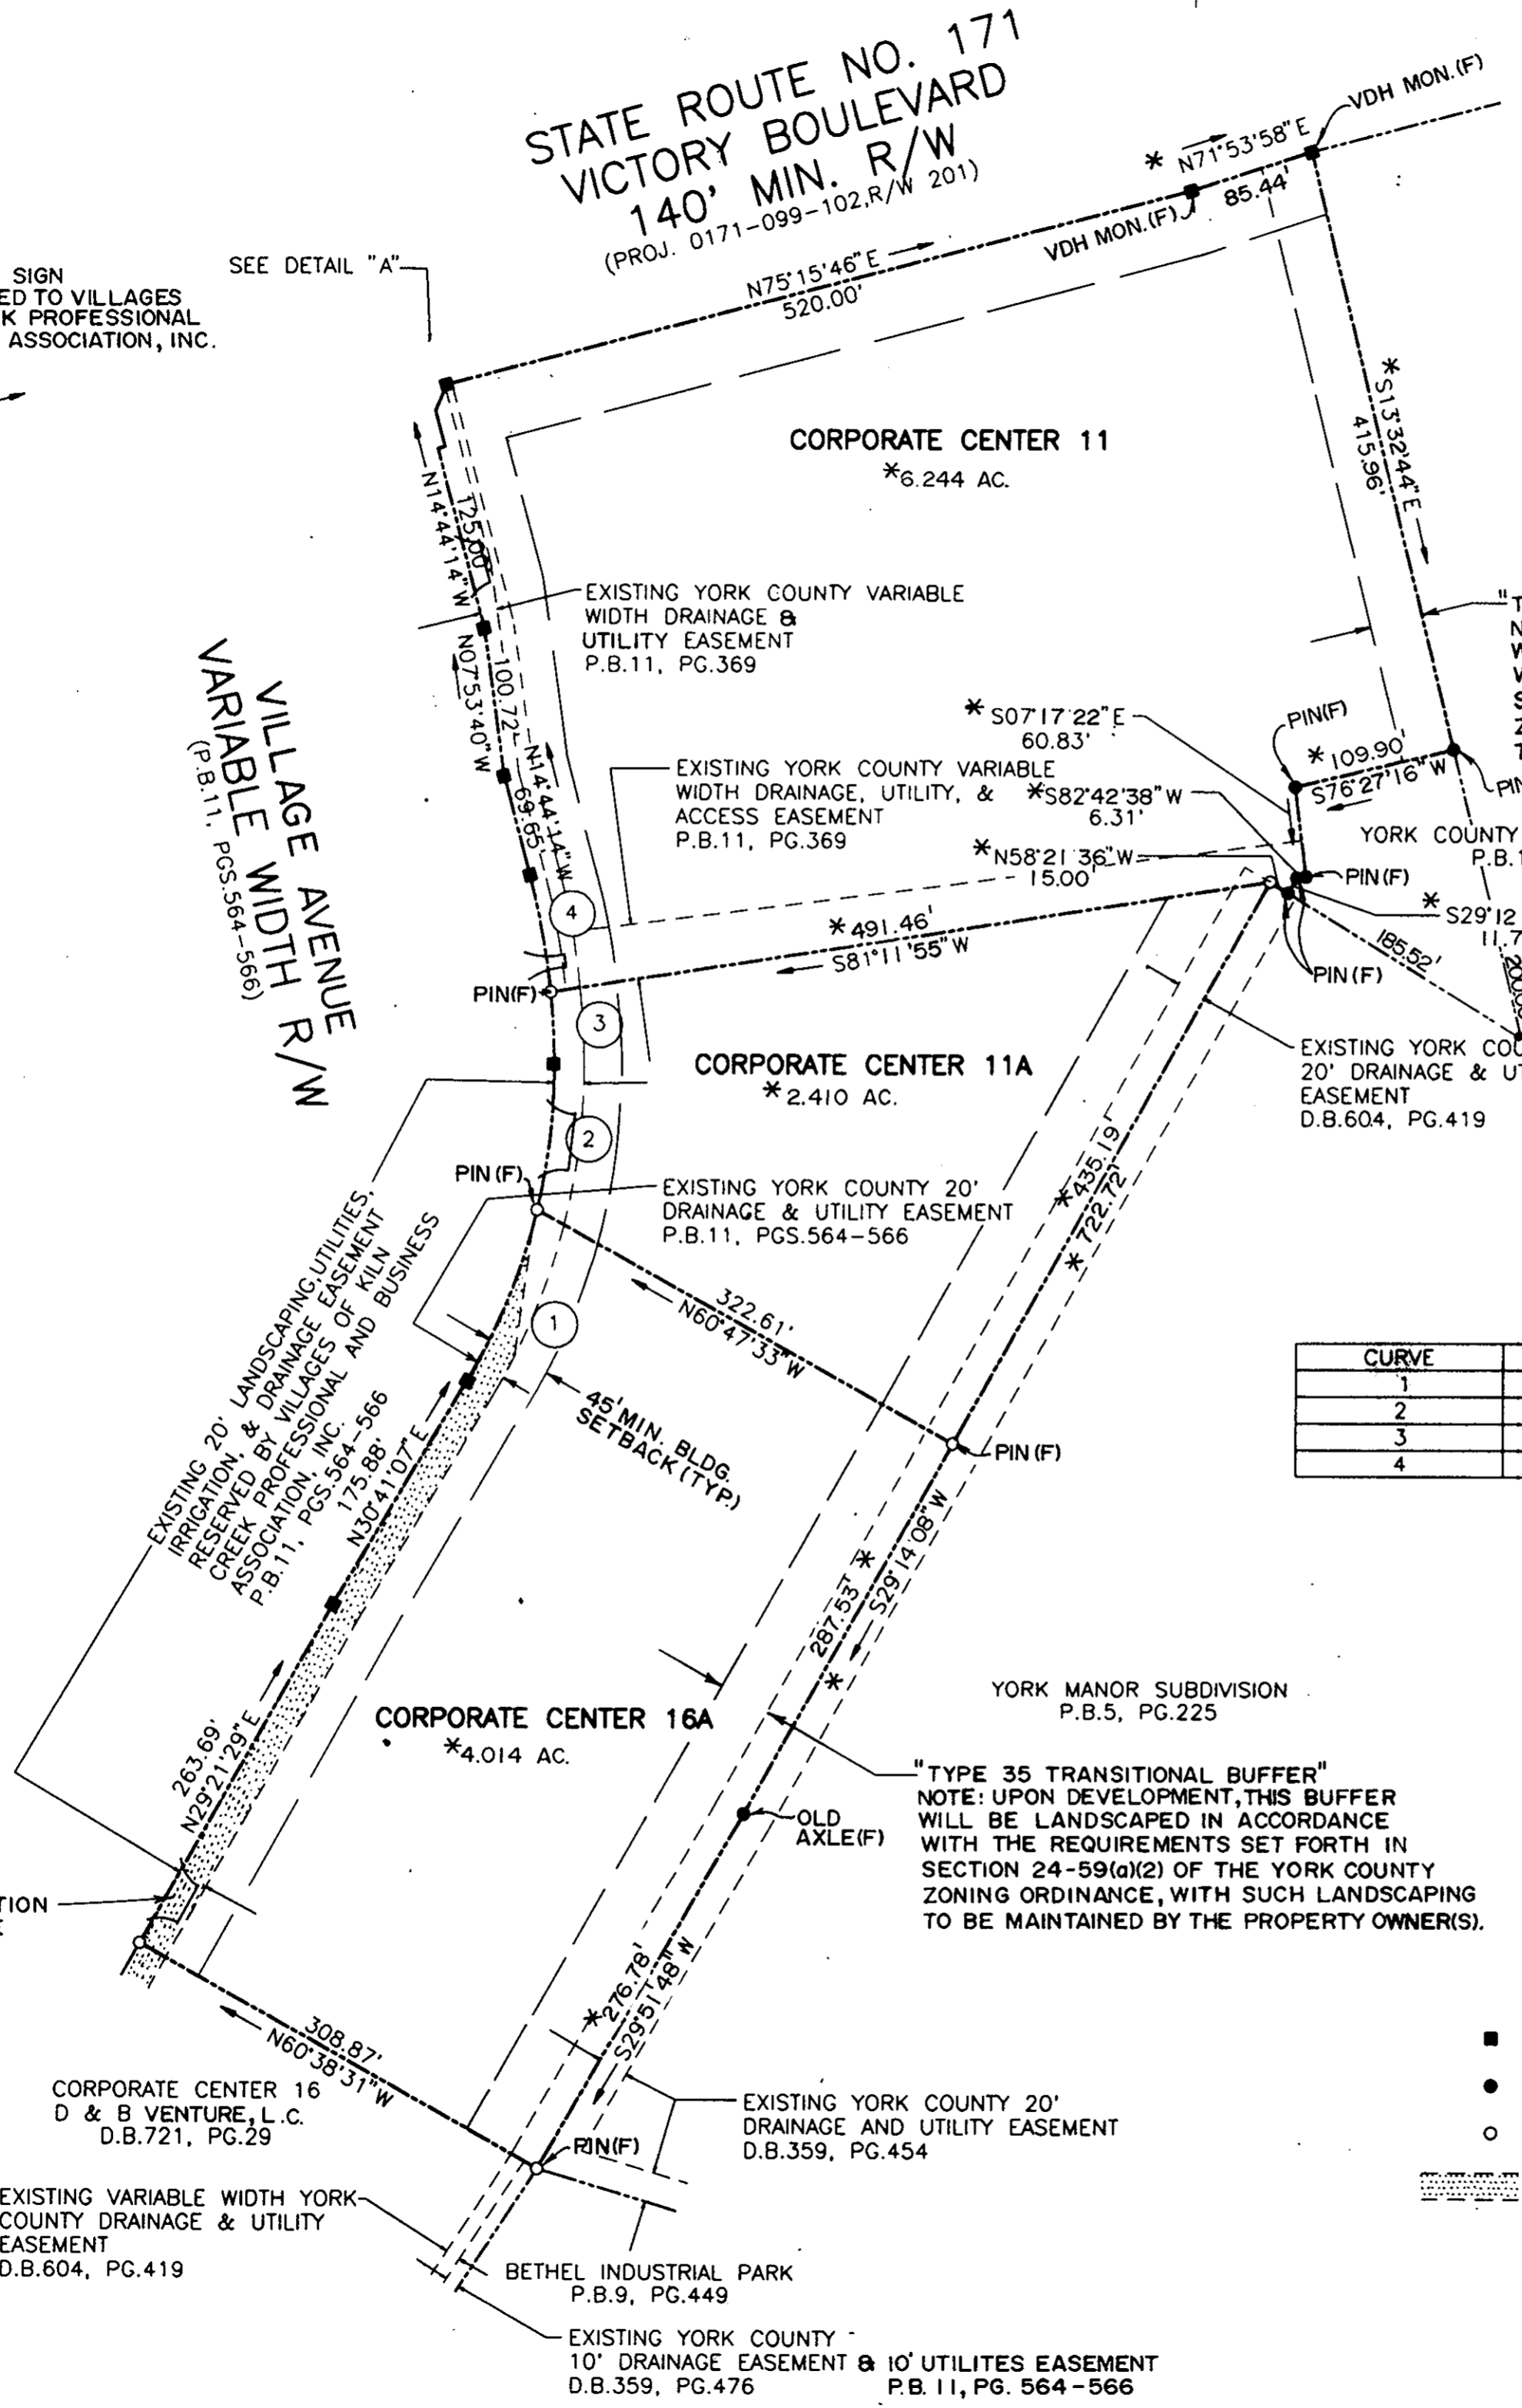 STATE ROUTE NO. 171
VICTORY BOULEVARD
140' MIN. R/W
(PROJ. 0171-099-102,R/W 201)
VDH MON.(F)
* N71°53'58"E
85.44'
VDH MON.(F)
N75°15'46"E
520.00'
SEE DETAIL "A"
SIGN
ED TO VILLAGES
K PROFESSIONAL
ASSOCIATION, INC.
CORPORATE CENTER 11
*6.244 AC.
*S13°32'44"E
415.96'
N14°44'14"W
125.00'
EXISTING YORK COUNTY VARIABLE
WIDTH DRAINAGE &
UTILITY EASEMENT
P.B.11, PG.369
N07°53'40"W
100.72'
N14°44'14"W
69.65'
VILLAGE AVENUE
VARIABLE WIDTH R/W
(P.B.11, PGS.564-566)
"T
N
W
V
S
Z
T
* S07°17'22"E
60.83'
PIN(F)
* 109.90'
S76°27'16"W
PIN
EXISTING YORK COUNTY VARIABLE
WIDTH DRAINAGE, UTILITY, &
ACCESS EASEMENT
P.B.11, PG.369
*S82°42'38"W
6.31'
*N58°21'36"W
15.00'
YORK COUNTY
P.B.1
PIN(F)
* S29°12
11.7
PIN(F)
185.52'
200.0
4
*491.46'
S81°11'55"W
PIN(F)
3
CORPORATE CENTER 11A
*2.410 AC.
EXISTING YORK COU
20' DRAINAGE & UT
EASEMENT
D.B.604, PG.419
2
PIN(F)
EXISTING YORK COUNTY 20'
DRAINAGE & UTILITY EASEMENT
P.B.11, PGS.564-566
*435.19'
* 722.72'
EXISTING 20' LANDSCAPING,UTILITIES,
IRRIGATION, & DRAINAGE EASEMENT
RESERVED BY VILLAGES OF KILN
CREEK PROFESSIONAL AND BUSINESS
ASSOCIATION, INC.
P.B.11, PGS.564-566
175.88'
N30°41'07"E
1
322.61'
N60°47'33"W
45'MIN. BLDG.
SETBACK(TYP.)
PIN(F)
CURVE
1
2
3
4
287.53' *
S29°14'08"W
*
CORPORATE CENTER 16A
*4.014 AC.
263.69'
N29°21'29"E
YORK MANOR SUBDIVISION
P.B.5, PG.225
"TYPE 35 TRANSITIONAL BUFFER"
NOTE: UPON DEVELOPMENT,THIS BUFFER
WILL BE LANDSCAPED IN ACCORDANCE
WITH THE REQUIREMENTS SET FORTH IN
SECTION 24-59(a)(2) OF THE YORK COUNTY
ZONING ORDINANCE, WITH SUCH LANDSCAPING
TO BE MAINTAINED BY THE PROPERTY OWNER(S).
OLD
AXLE(F)
TION
*276.78'
S29°51'48"W
308.87'
N60°38'31"W
CORPORATE CENTER 16
D & B VENTURE, L.C.
D.B.721, PG.29
PIN(F)
EXISTING YORK COUNTY 20'
DRAINAGE AND UTILITY EASEMENT
D.B.359, PG.454
EXISTING VARIABLE WIDTH YORK
COUNTY DRAINAGE & UTILITY
EASEMENT
D.B.604, PG.419
BETHEL INDUSTRIAL PARK
P.B.9, PG.449
EXISTING YORK COUNTY
10' DRAINAGE EASEMENT & 10' UTILITES EASEMENT
D.B.359, PG.476 P.B. 11, PG. 564-566